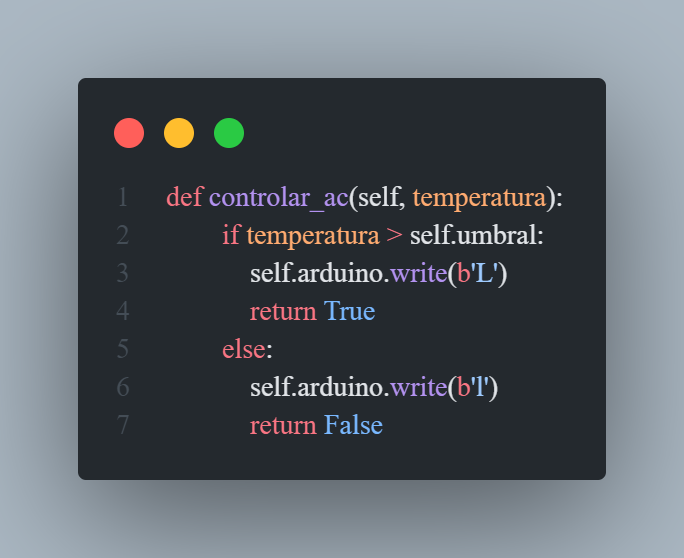 1 def controlar_ac(self, temperatura):
2 if temperatura > self.umbral:
3 self.arduino.write(b'L')
4 return True
5 else:
6 self.arduino.write(b'l')
7 return False